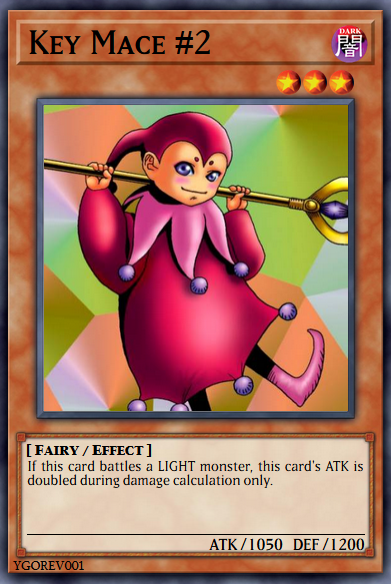 Key Mace #2
DARK
闇
[ Fairy / Effect ]
If this card battles a LIGHT monster, this card's ATK is
doubled during damage calculation only.
ATK/1050 DEF/1200
YGOREV001